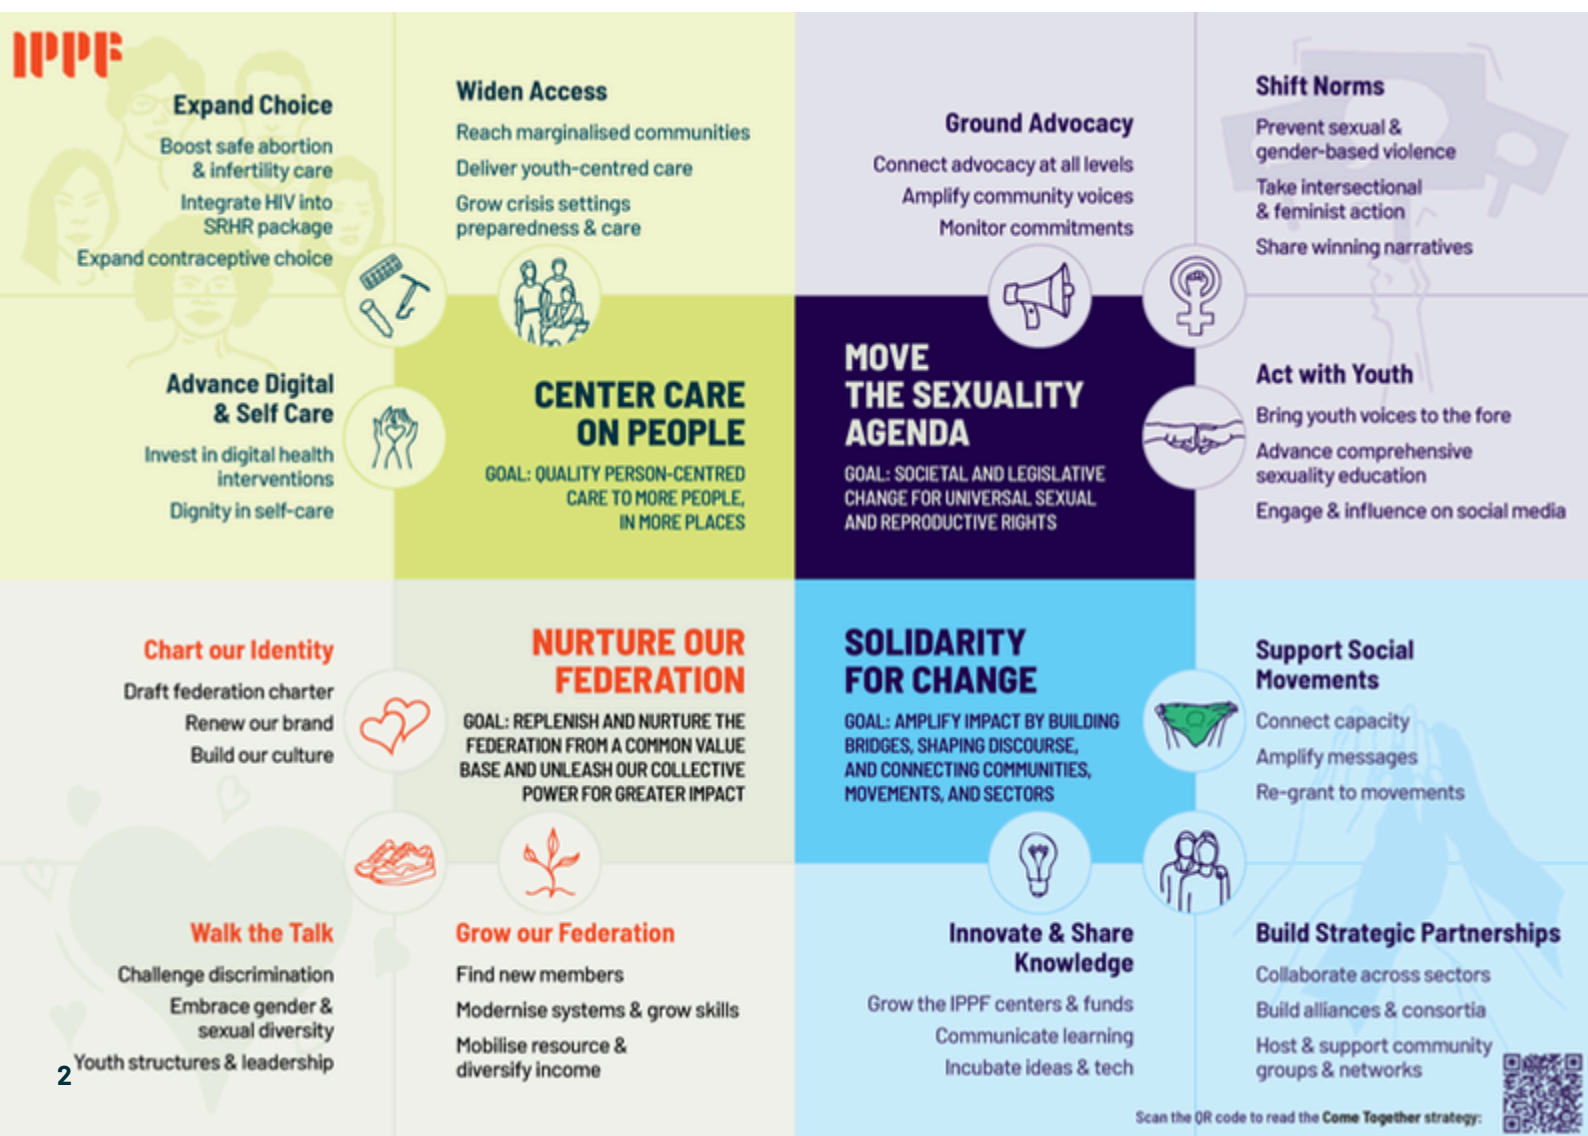 IPPF
Expand Choice
Boost safe abortion
& infertility care
Integrate HIV into
SRHR package
Expand contraceptive choice
Widen Access
Reach marginalised communities
Deliver youth-centred care
Grow crisis settings
preparedness & care
Advance Digital
& Self Care
Invest in digital health
interventions
Dignity in self-care
CENTER CARE
ON PEOPLE
GOAL: QUALITY PERSON-CENTRED
CARE TO MORE PEOPLE,
IN MORE PLACES
Ground Advocacy
Connect advocacy at all levels
Amplify community voices
Monitor commitments
Shift Norms
Prevent sexual &
gender-based violence
Take intersectional
& feminist action
Share winning narratives
MOVE
THE SEXUALITY
AGENDA
GOAL: SOCIETAL AND LEGISLATIVE
CHANGE FOR UNIVERSAL SEXUAL
AND REPRODUCTIVE RIGHTS
Act with Youth
Bring youth voices to the fore
Advance comprehensive
sexuality education
Engage & influence on social media
Chart our Identity
Draft federation charter
Renew our brand
Build our culture
NURTURE OUR
FEDERATION
GOAL: REPLENISH AND NURTURE THE
FEDERATION FROM A COMMON VALUE
BASE AND UNLEASH OUR COLLECTIVE
POWER FOR GREATER IMPACT
Walk the Talk
Challenge discrimination
Embrace gender &
sexual diversity
Youth structures & leadership
2
Grow our Federation
Find new members
Modernise systems & grow skills
Mobilise resource &
diversify income
SOLIDARITY
FOR CHANGE
GOAL: AMPLIFY IMPACT BY BUILDING
BRIDGES, SHAPING DISCOURSE,
AND CONNECTING COMMUNITIES,
MOVEMENTS, AND SECTORS
Support Social
Movements
Connect capacity
Amplify messages
Re-grant to movements
Innovate & Share
Knowledge
Grow the IPPF centers & funds
Communicate learning
Incubate ideas & tech
Build Strategic Partnerships
Collaborate across sectors
Build alliances & consortia
Host & support community
groups & networks
Scan the QR code to read the Come Together strategy: